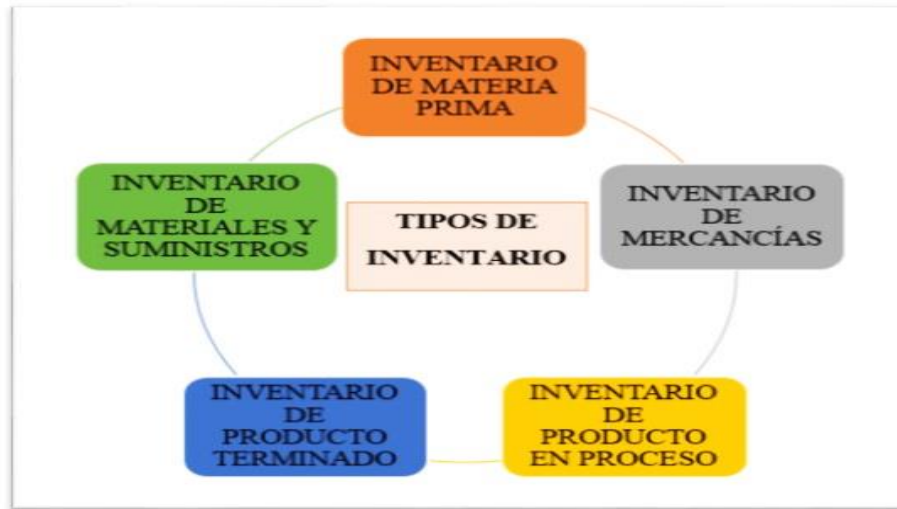 INVENTARIO
DE MATERIA
PRIMA
INVENTARIO
DE
MATERIALES Y
SUMINISTROS
TIPOS DE
INVENTARIO
INVENTARIO
DE
MERCANCÍAS
INVENTARIO
DE
PRODUCTO
TERMINADO
INVENTARIO
DE
PRODUCTO
EN PROCESO